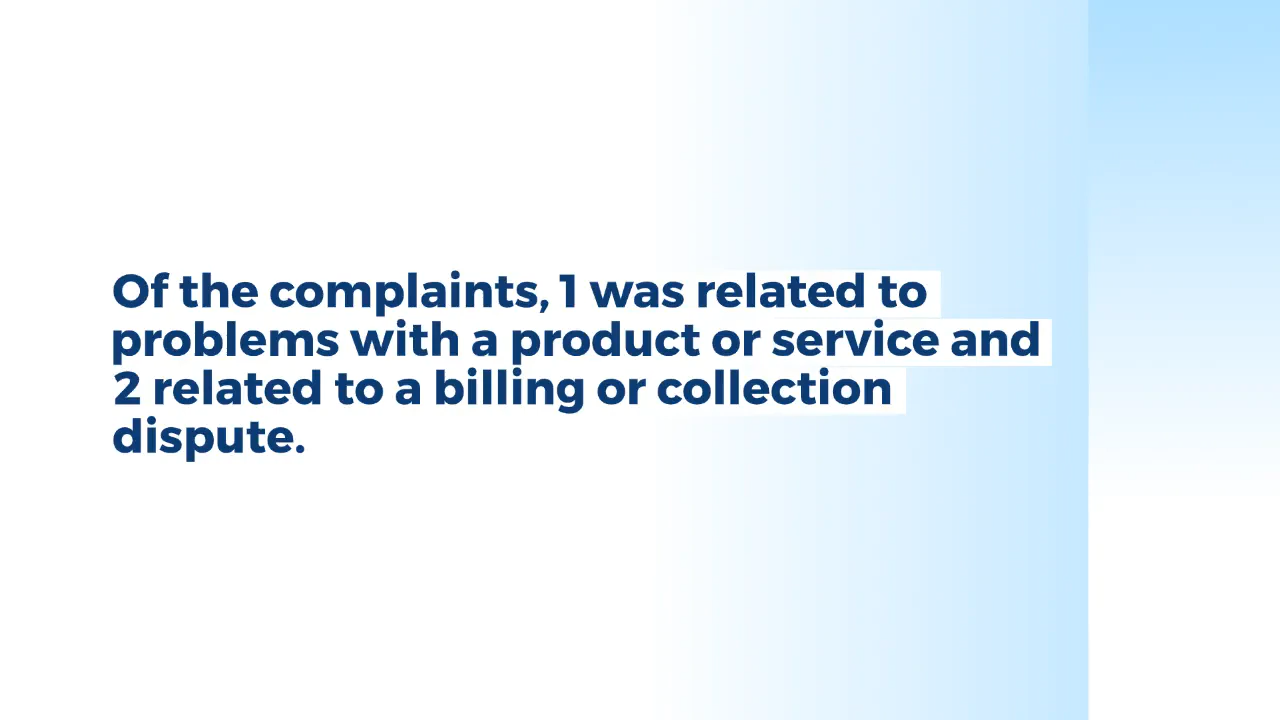 Of the complaints, 1 was related to
problems with a product or service and
2 related to a billing or collection
dispute.